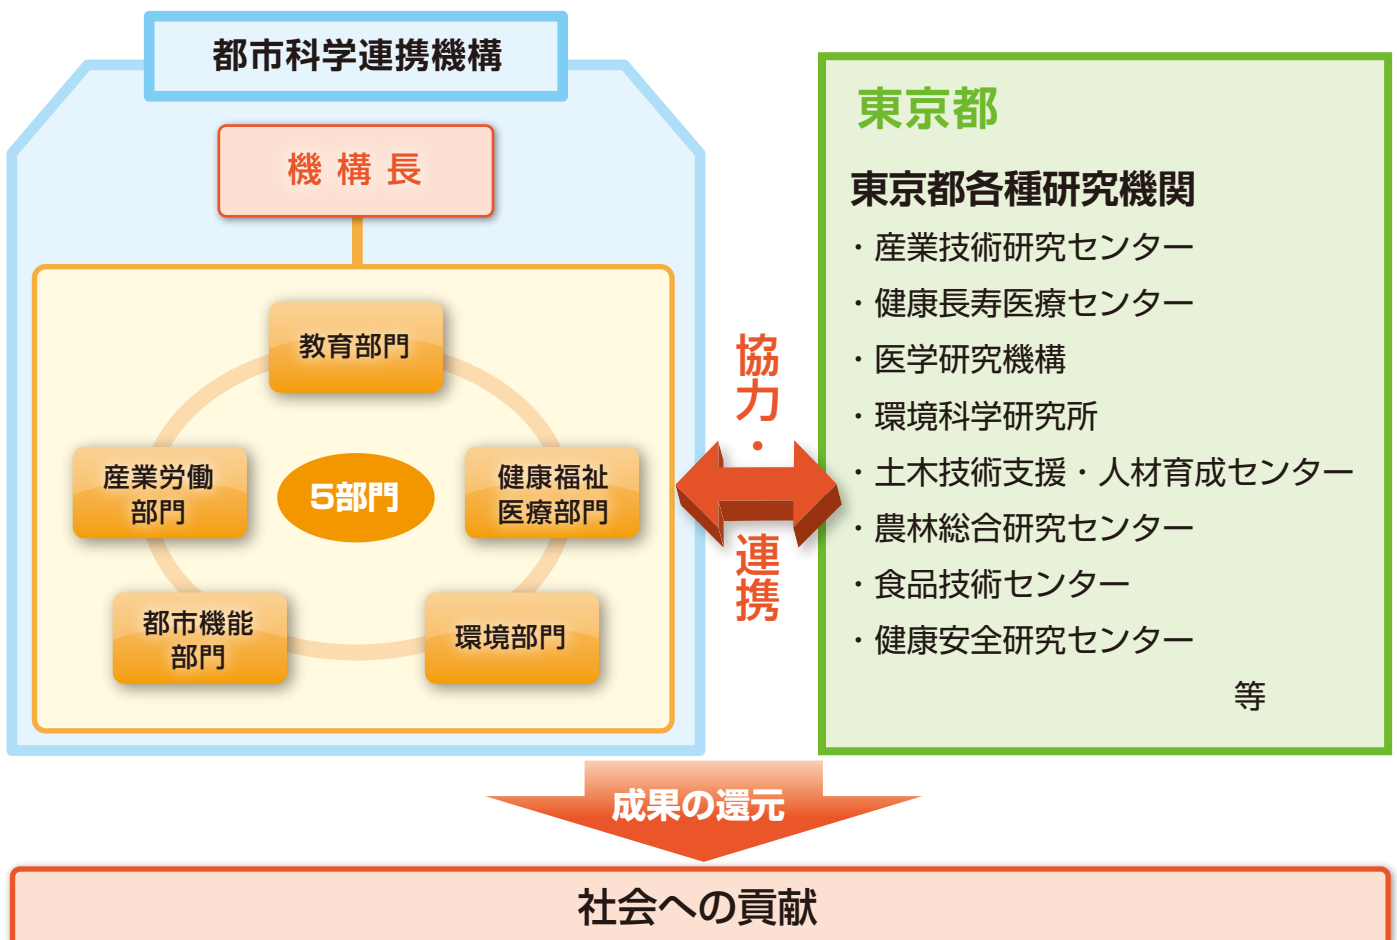 都市科学連携機構
機構長
教育部門
産業労働
部門
5部門
健康福祉
医療部門
都市機能
部門
環境部門
協力・連携
東京都
東京都各種研究機関
・産業技術研究センター
・健康長寿医療センター
・医学研究機構
・環境科学研究所
・土木技術支援・人材育成センター
・農林総合研究センター
・食品技術センター
・健康安全研究センター
等
成果の還元
社会への貢献